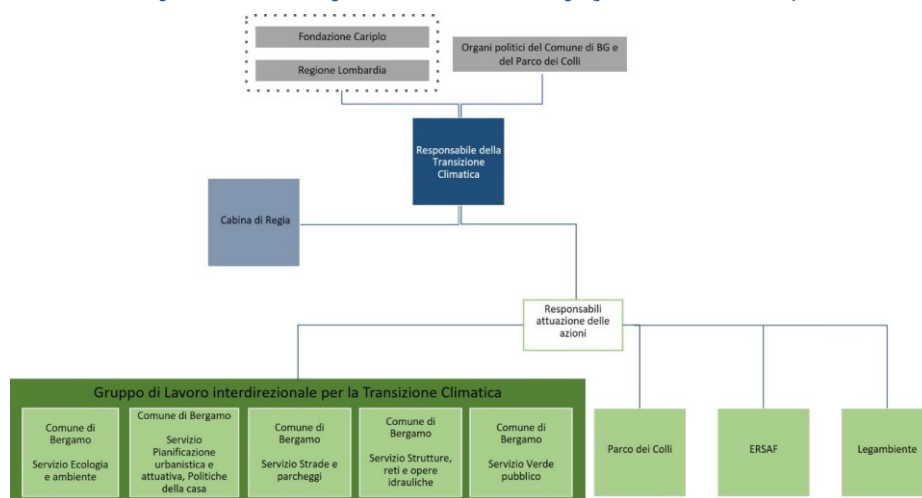 Fondazione Cariplo
Regione Lombardia
Organi politici del Comune di BG e
del Parco dei Colli
Responsabile della
Transizione
Climatica
Cabina di Regia
Responsabili
attuazione delle
azioni
Gruppo di Lavoro interdirezionale per la Transizione Climatica
Comune di
Bergamo
Servizio Ecologia
e ambiente
Comune di Bergamo
Servizio
Pianificazione
urbanistica e
attuativa, Politiche
della casa
Comune di
Bergamo
Servizio Strade e
parcheggi
Comune di
Bergamo
Servizio Strutture,
reti e opere
idrauliche
Comune di
Bergamo
Servizio Verde
pubblico
Parco dei Colli
ERSAF
Legambiente